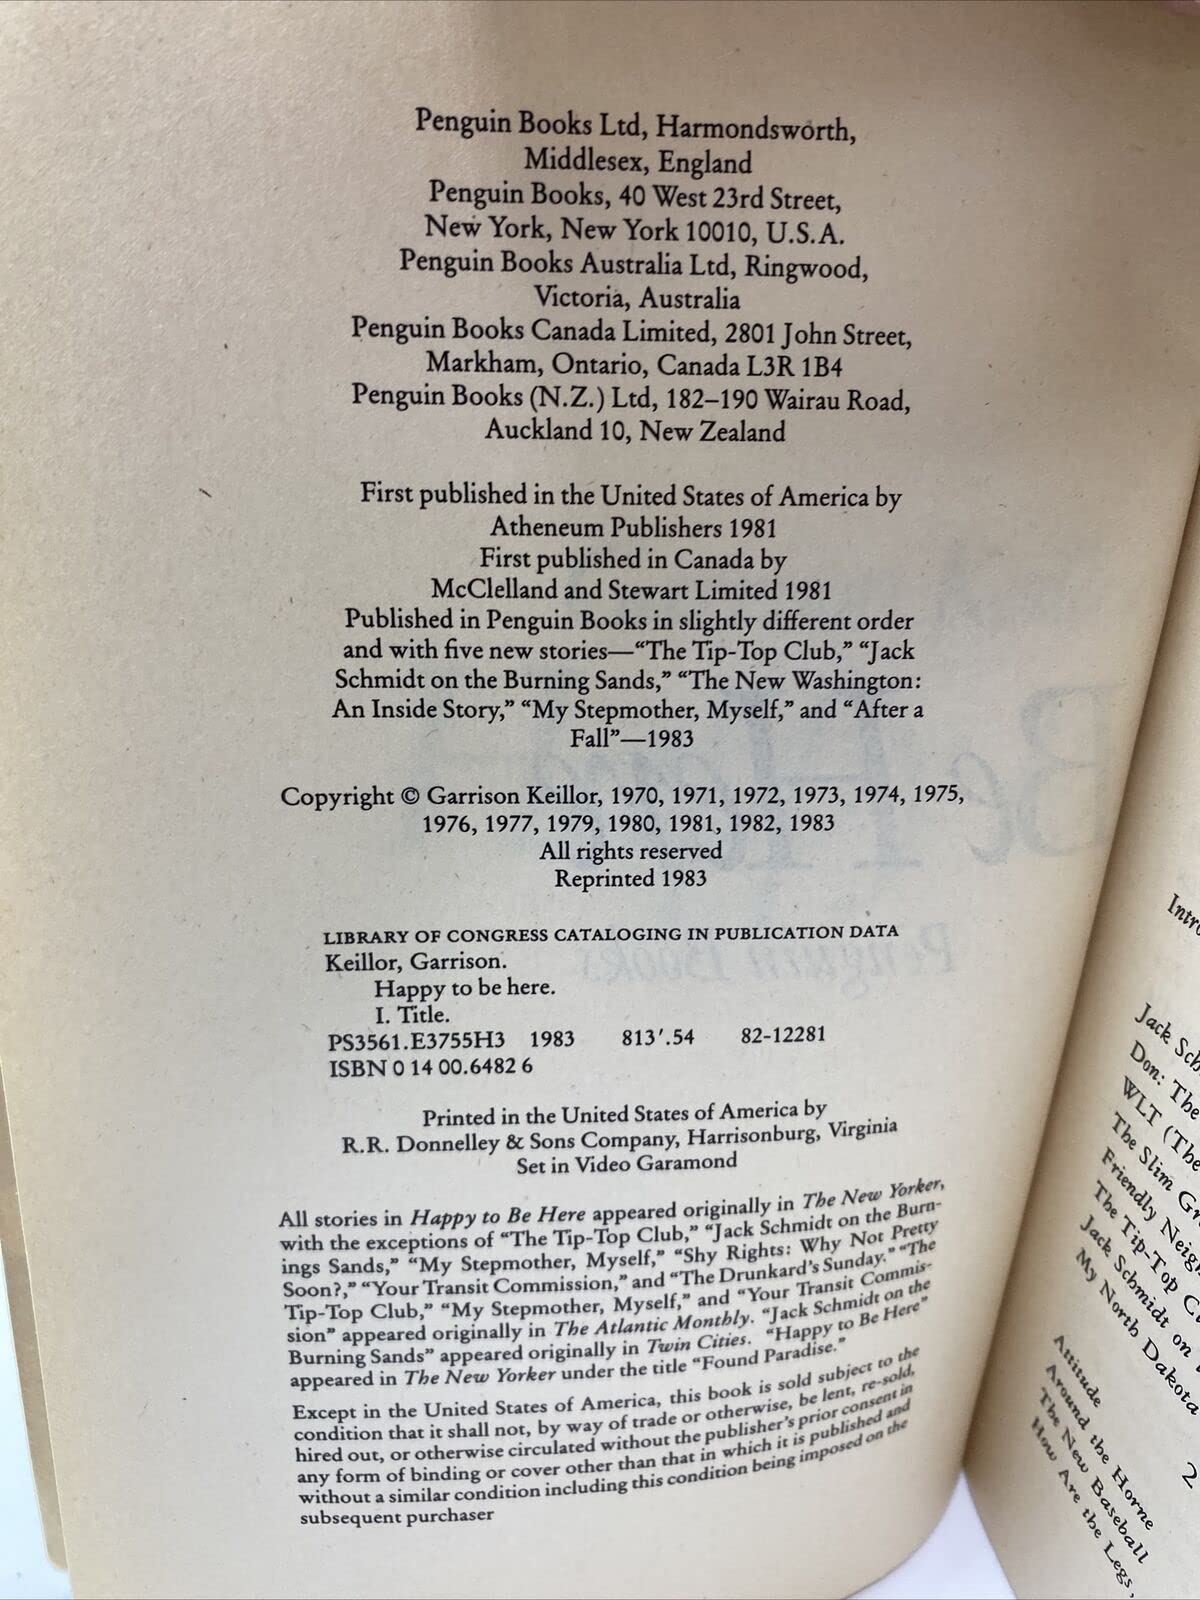 Penguin Books Ltd, Harmondsworth,
Middlesex, England
Penguin Books, 40 West 23rd Street,
New York, New York 10010, U.S.A.
Penguin Books Australia Ltd, Ringwood,
Victoria, Australia
Penguin Books Canada Limited, 2801 John Street,
Markham, Ontario, Canada L3R 1B4
Penguin Books (N.Z.) Ltd, 182–190 Wairau Road,
Auckland 10, New Zealand
First published in the United States of America by
Atheneum Publishers 1981
First published in Canada by
McClelland and Stewart Limited 1981
Published in Penguin Books in slightly different order
and with five new stories—“The Tip-Top Club,” “Jack
Schmidt on the Burning Sands,” “The New Washington:
An Inside Story,” “My Stepmother, Myself,” and “After a
Fall”—1983
Copyright © Garrison Keillor, 1970, 1971, 1972, 1973, 1974, 1975,
1976, 1977, 1979, 1980, 1981, 1982, 1983
All rights reserved
Reprinted 1983
LIBRARY OF CONGRESS CATALOGING IN PUBLICATION DATA
Keillor, Garrison.
Happy to be here.
I. Title.
PS3561.E3755H3 1983 813′.54 82-12281
ISBN 0 14 00.6482 6
Printed in the United States of America by
R.R. Donnelley & Sons Company, Harrisonburg, Virginia
Set in Video Garamond
All stories in Happy to Be Here appeared originally in The New Yorker,
with the exceptions of “The Tip-Top Club,” “Jack Schmidt on the Burn-
ings Sands,” “My Stepmother, Myself,” “Shy Rights: Why Not Pretty
Soon?,” “Your Transit Commission,” and “The Drunkard’s Sunday.” “The
Tip-Top Club,” “My Stepmother, Myself,” and “Your Transit Commis-
sion” appeared originally in The Atlantic Monthly. “Jack Schmidt on the
Burning Sands” appeared originally in Twin Cities. “Happy to Be Here”
appeared in The New Yorker under the title “Found Paradise.”
Except in the United States of America, this book is sold subject to the
condition that it shall not, by way of trade or otherwise, be lent, re-sold,
hired out, or otherwise circulated without the publisher’s prior consent in
any form of binding or cover other than that in which it is published and
without a similar condition including this condition being imposed on the
subsequent purchaser
Jack
Don: The
WLT (The
The Slim
Friendly
The Tip-Top
Jack Schmidt on
My North Dakota
2
Attitude
Around the Horne
The New Baseball
How Are the Legs,